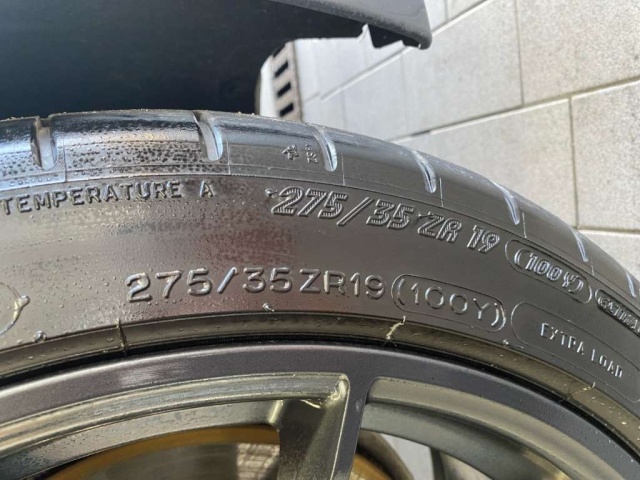 TEMPERATURE A
275/35 ZR 19 (100Y)
275/35ZR19 (100Y)
EXTRA LOAD